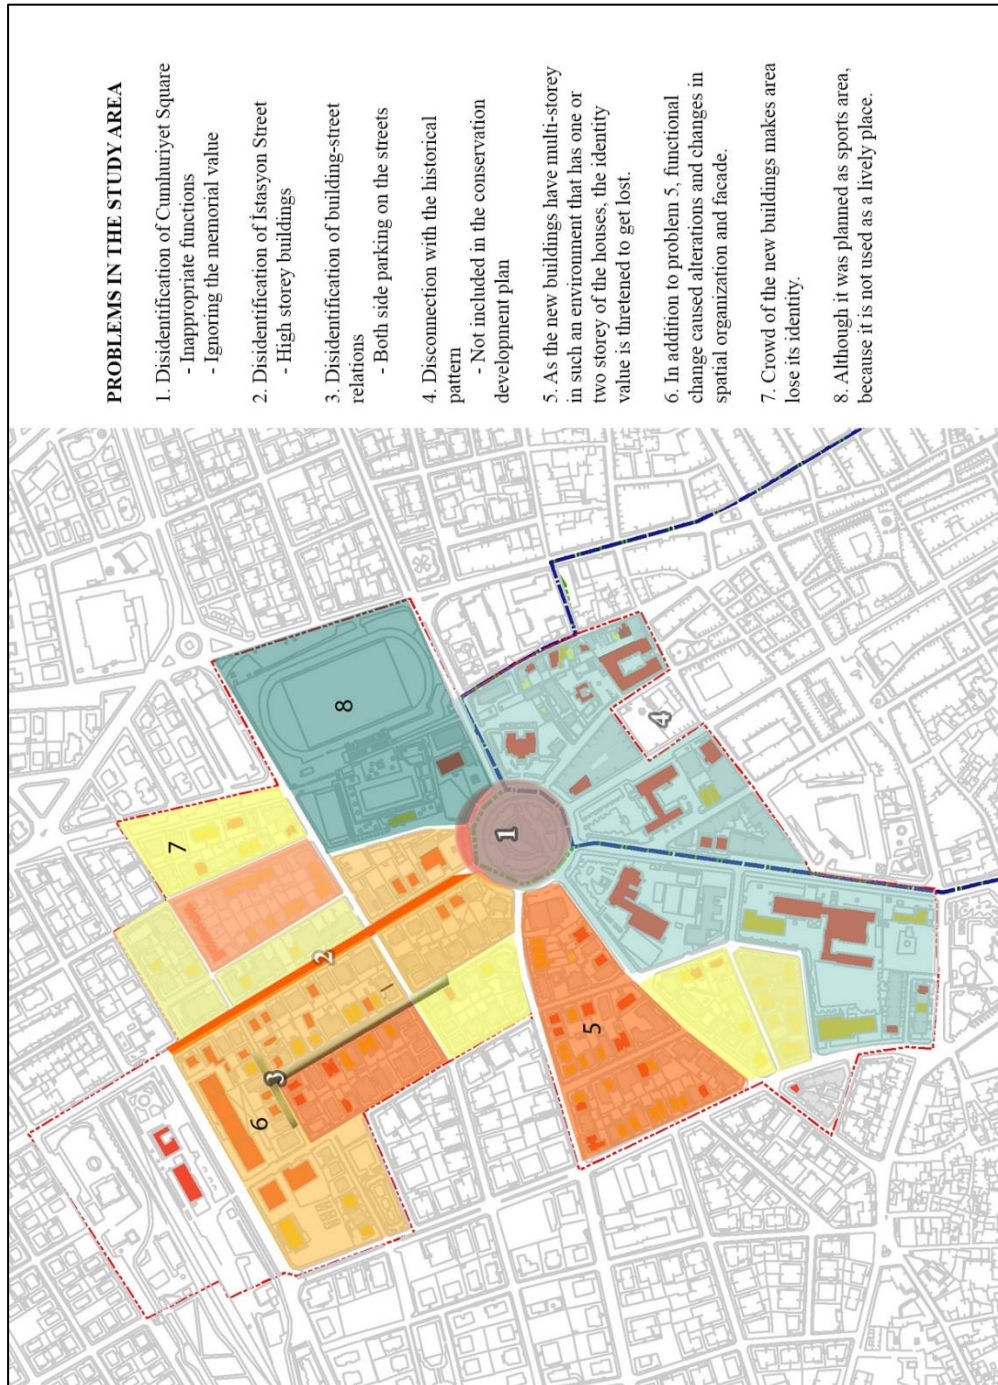 PROBLEMS IN THE STUDY AREA
1. Disidentification of Cumhuriyet Square
- Inappropriate functions
- Ignoring the memorial value
2. Disidentification of İstasyon Street
- High storey buildings
3. Disidentification of building-street
relations
- Both side parking on the streets
4. Disconnection with the historical
pattern
- Not included in the conservation
development plan
5. As the new buildings have multi-storey
in such an environment that has one or
two storey of the houses, the identity
value is thretened to get lost.
6. In addition to problem 5, functional
change caused alterations and changes in
spatial organization and facade.
7. Crowd of the new buildings makes area
lose its identity.
8. Although it was planned as sports area,
because it is not used as a lively place.
6
3
2
7
8
1
5
4